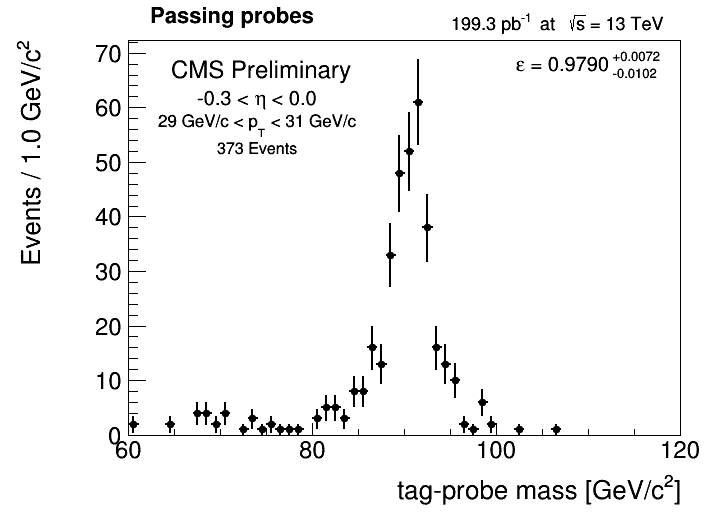 Passing probes
199.3 pb⁻¹ at √s = 13 TeV
CMS Preliminary
-0.3 < η < 0.0
29 GeV/c < p_T < 31 GeV/c
373 Events
ε = 0.9790 +0.0072 -0.0102
Events / 1.0 GeV/c²
70
60
50
40
30
20
10
0
60 80 100 120
tag-probe mass [GeV/c²]